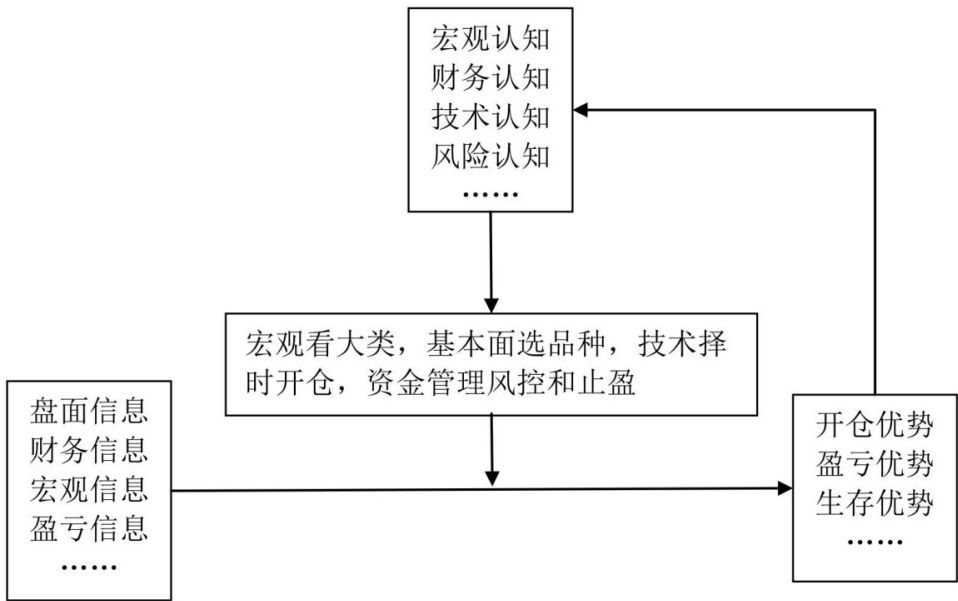 宏观认知
财务认知
技术认知
风险认知
……
宏观看大类，基本面选品种，技术择
时开仓，资金管理风控和止盈
盘面信息
财务信息
宏观信息
盈亏信息
……
开仓优势
盈亏优势
生存优势
……